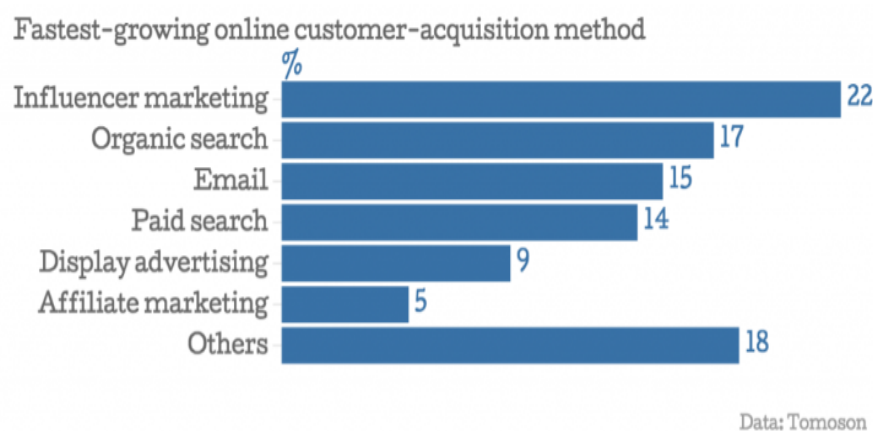 Fastest-growing online customer-acquisition method
%
Influencer marketing 22
Organic search 17
Email 15
Paid search 14
Display advertising 9
Affiliate marketing 5
Others 18
Data: Tomoson